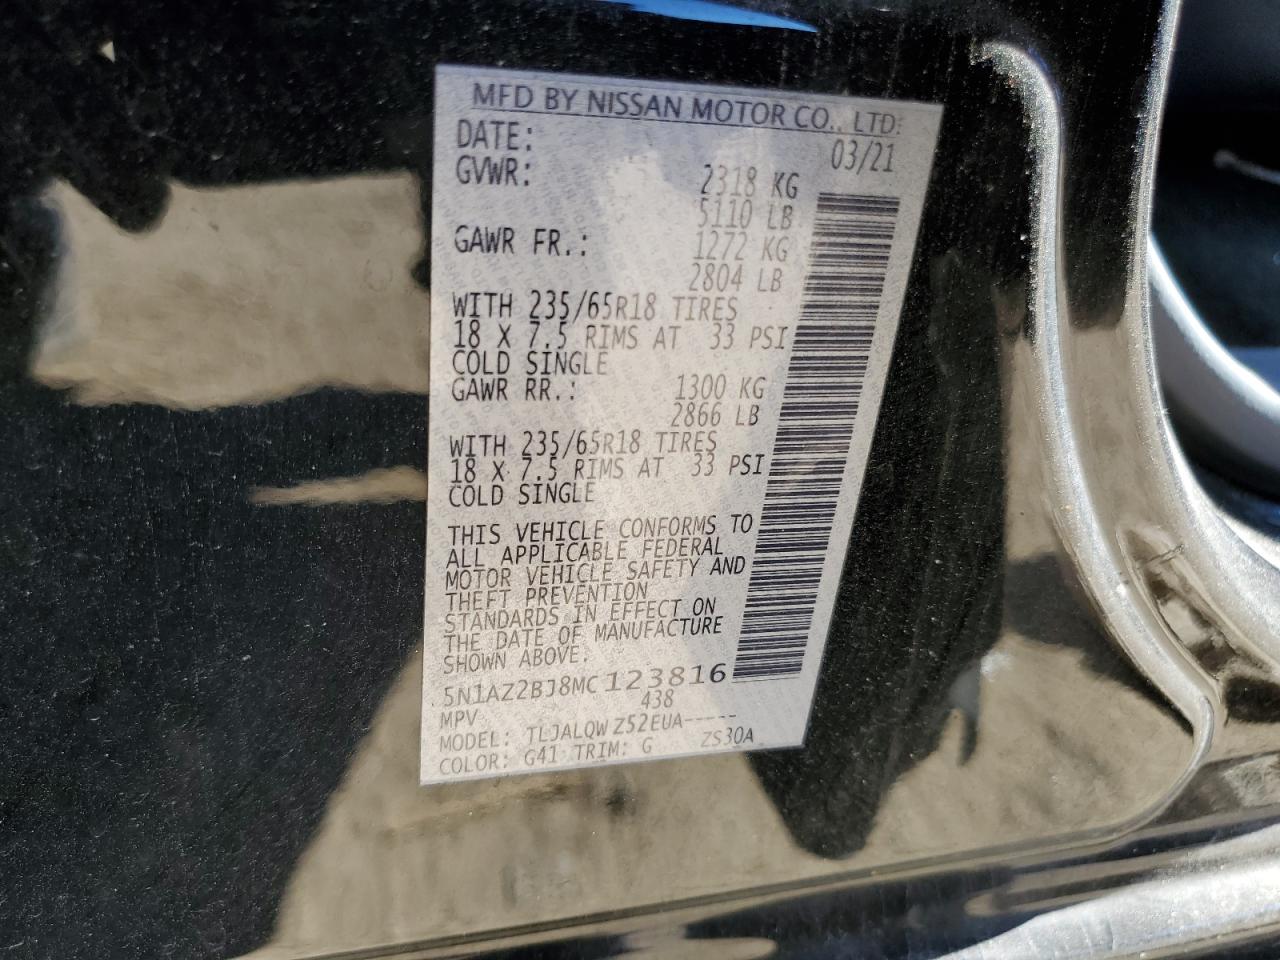 MFD BY NISSAN MOTOR CO., LTD.
DATE: 03/21
GVWR: 2318 KG
5110 LB
GAWR FR.: 1272 KG
2804 LB
WITH 235/65R18 TIRES
18 X 7.5 RIMS AT 33 PSI
COLD SINGLE
GAWR RR.: 1300 KG
2866 LB
WITH 235/65R18 TIRES
18 X 7.5 RIMS AT 33 PSI
COLD SINGLE
THIS VEHICLE CONFORMS TO
ALL APPLICABLE FEDERAL
MOTOR VEHICLE SAFETY AND
THEFT PREVENTION
STANDARDS IN EFFECT ON
THE DATE OF MANUFACTURE
SHOWN ABOVE.
5N1AZ2BJ8MC123816
MPV 438
MODEL: TLJALQWZ52EUA-----
COLOR: G41 TRIM: G ZS30A